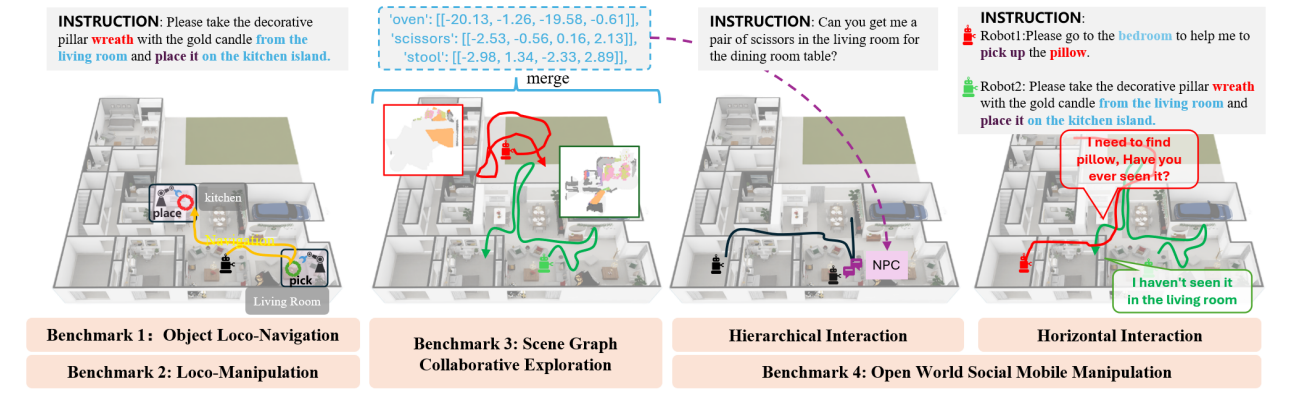 INSTRUCTION: Please take the decorative
pillar wreath with the gold candle from the
living room and place it on the kitchen island.
kitchen
place
Navigation
pick
Living Room
Benchmark 1: Object Loco-Navigation
Benchmark 2: Loco-Manipulation
'oven': [[-20.13, -1.26, -19.58, -0.61]],
'scissors': [[-2.53, -0.56, 0.16, 2.13]],
'stool': [[-2.98, 1.34, -2.33, 2.89]],
merge
Benchmark 3: Scene Graph
Collaborative Exploration
INSTRUCTION: Can you get me a
pair of scissors in the living room for
the dining room table?
NPC
Hierarchical Interaction
INSTRUCTION:
Robot1:Please go to the bedroom to help me to
pick up the pillow.
Robot2: Please take the decorative pillar wreath
with the gold candle from the living room and
place it on the kitchen island.
I need to find
pillow, Have you
ever seen it?
I haven't seen it
in the living room
Horizontal Interaction
Benchmark 4: Open World Social Mobile Manipulation